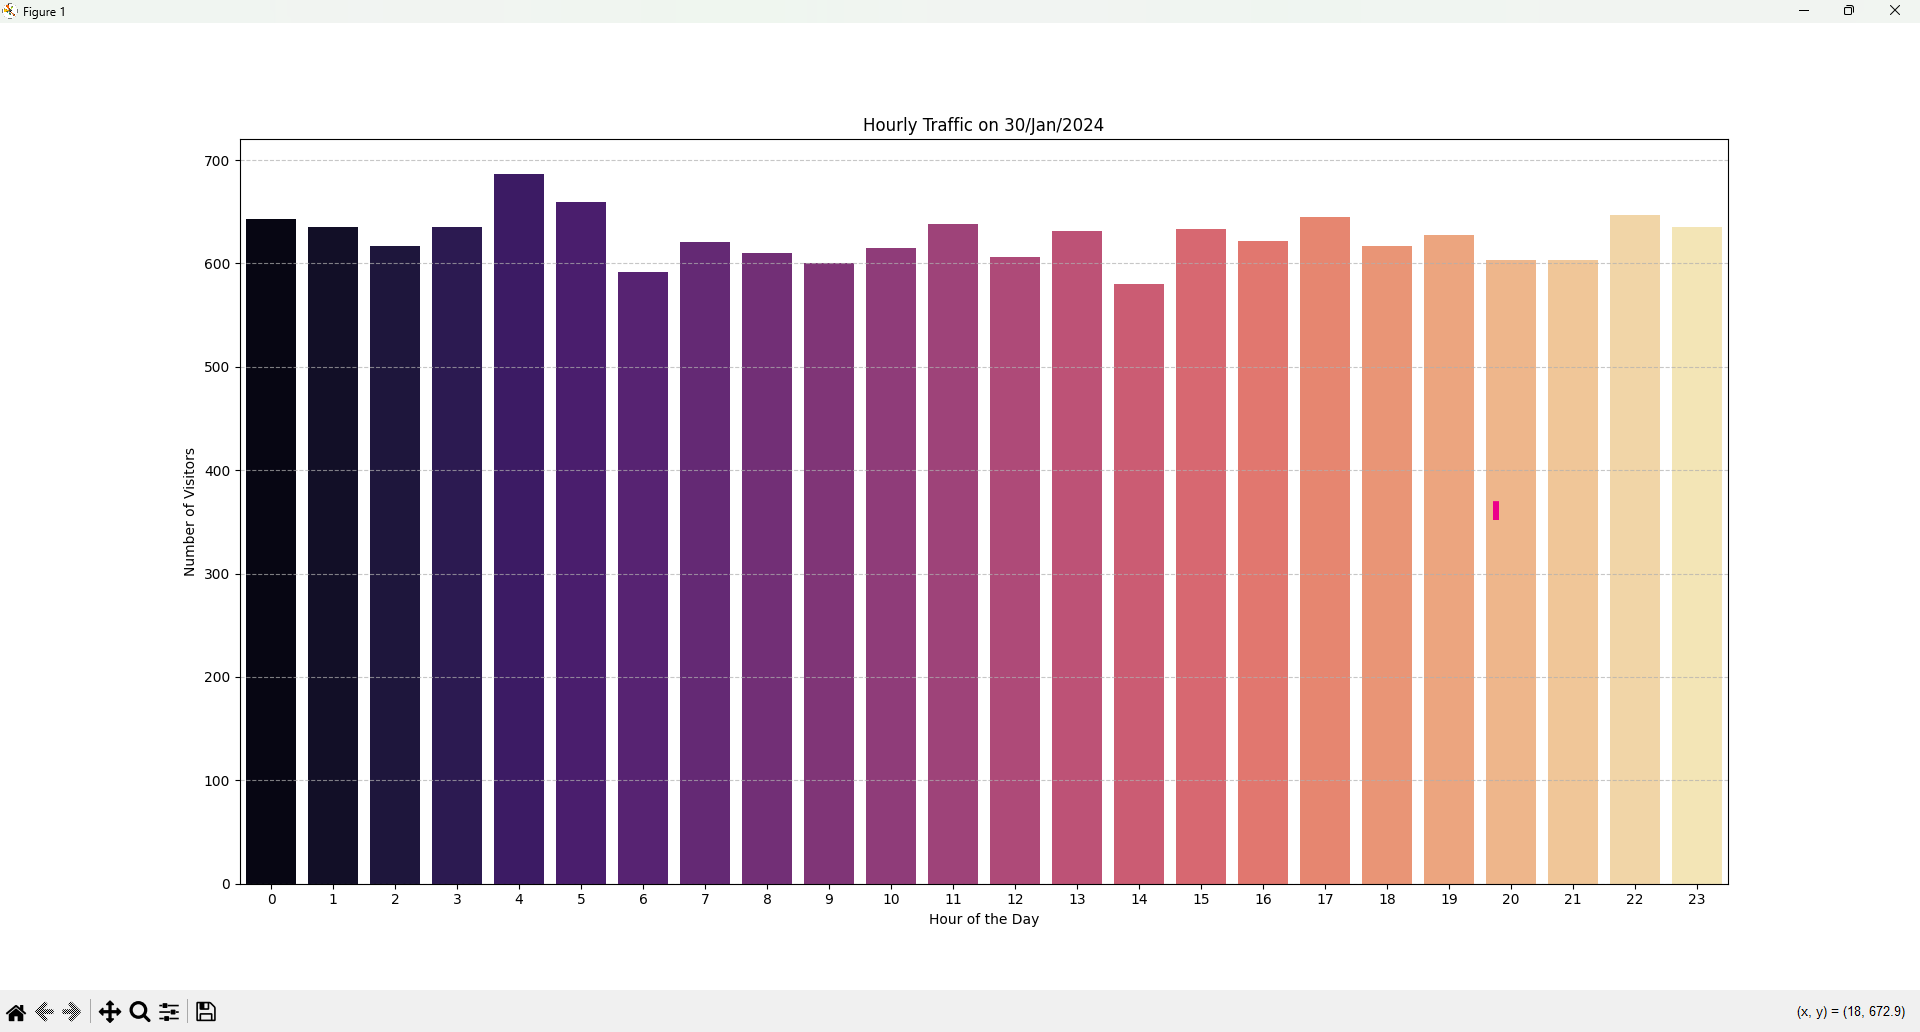 Figure 1
Hourly Traffic on 30/Jan/2024
700
600
500
400
300
200
100
0
Number of Visitors
0 1 2 3 4 5 6 7 8 9 10 11 12 13 14 15 16 17 18 19 20 21 22 23
Hour of the Day
(x, y) = (18, 672.9)